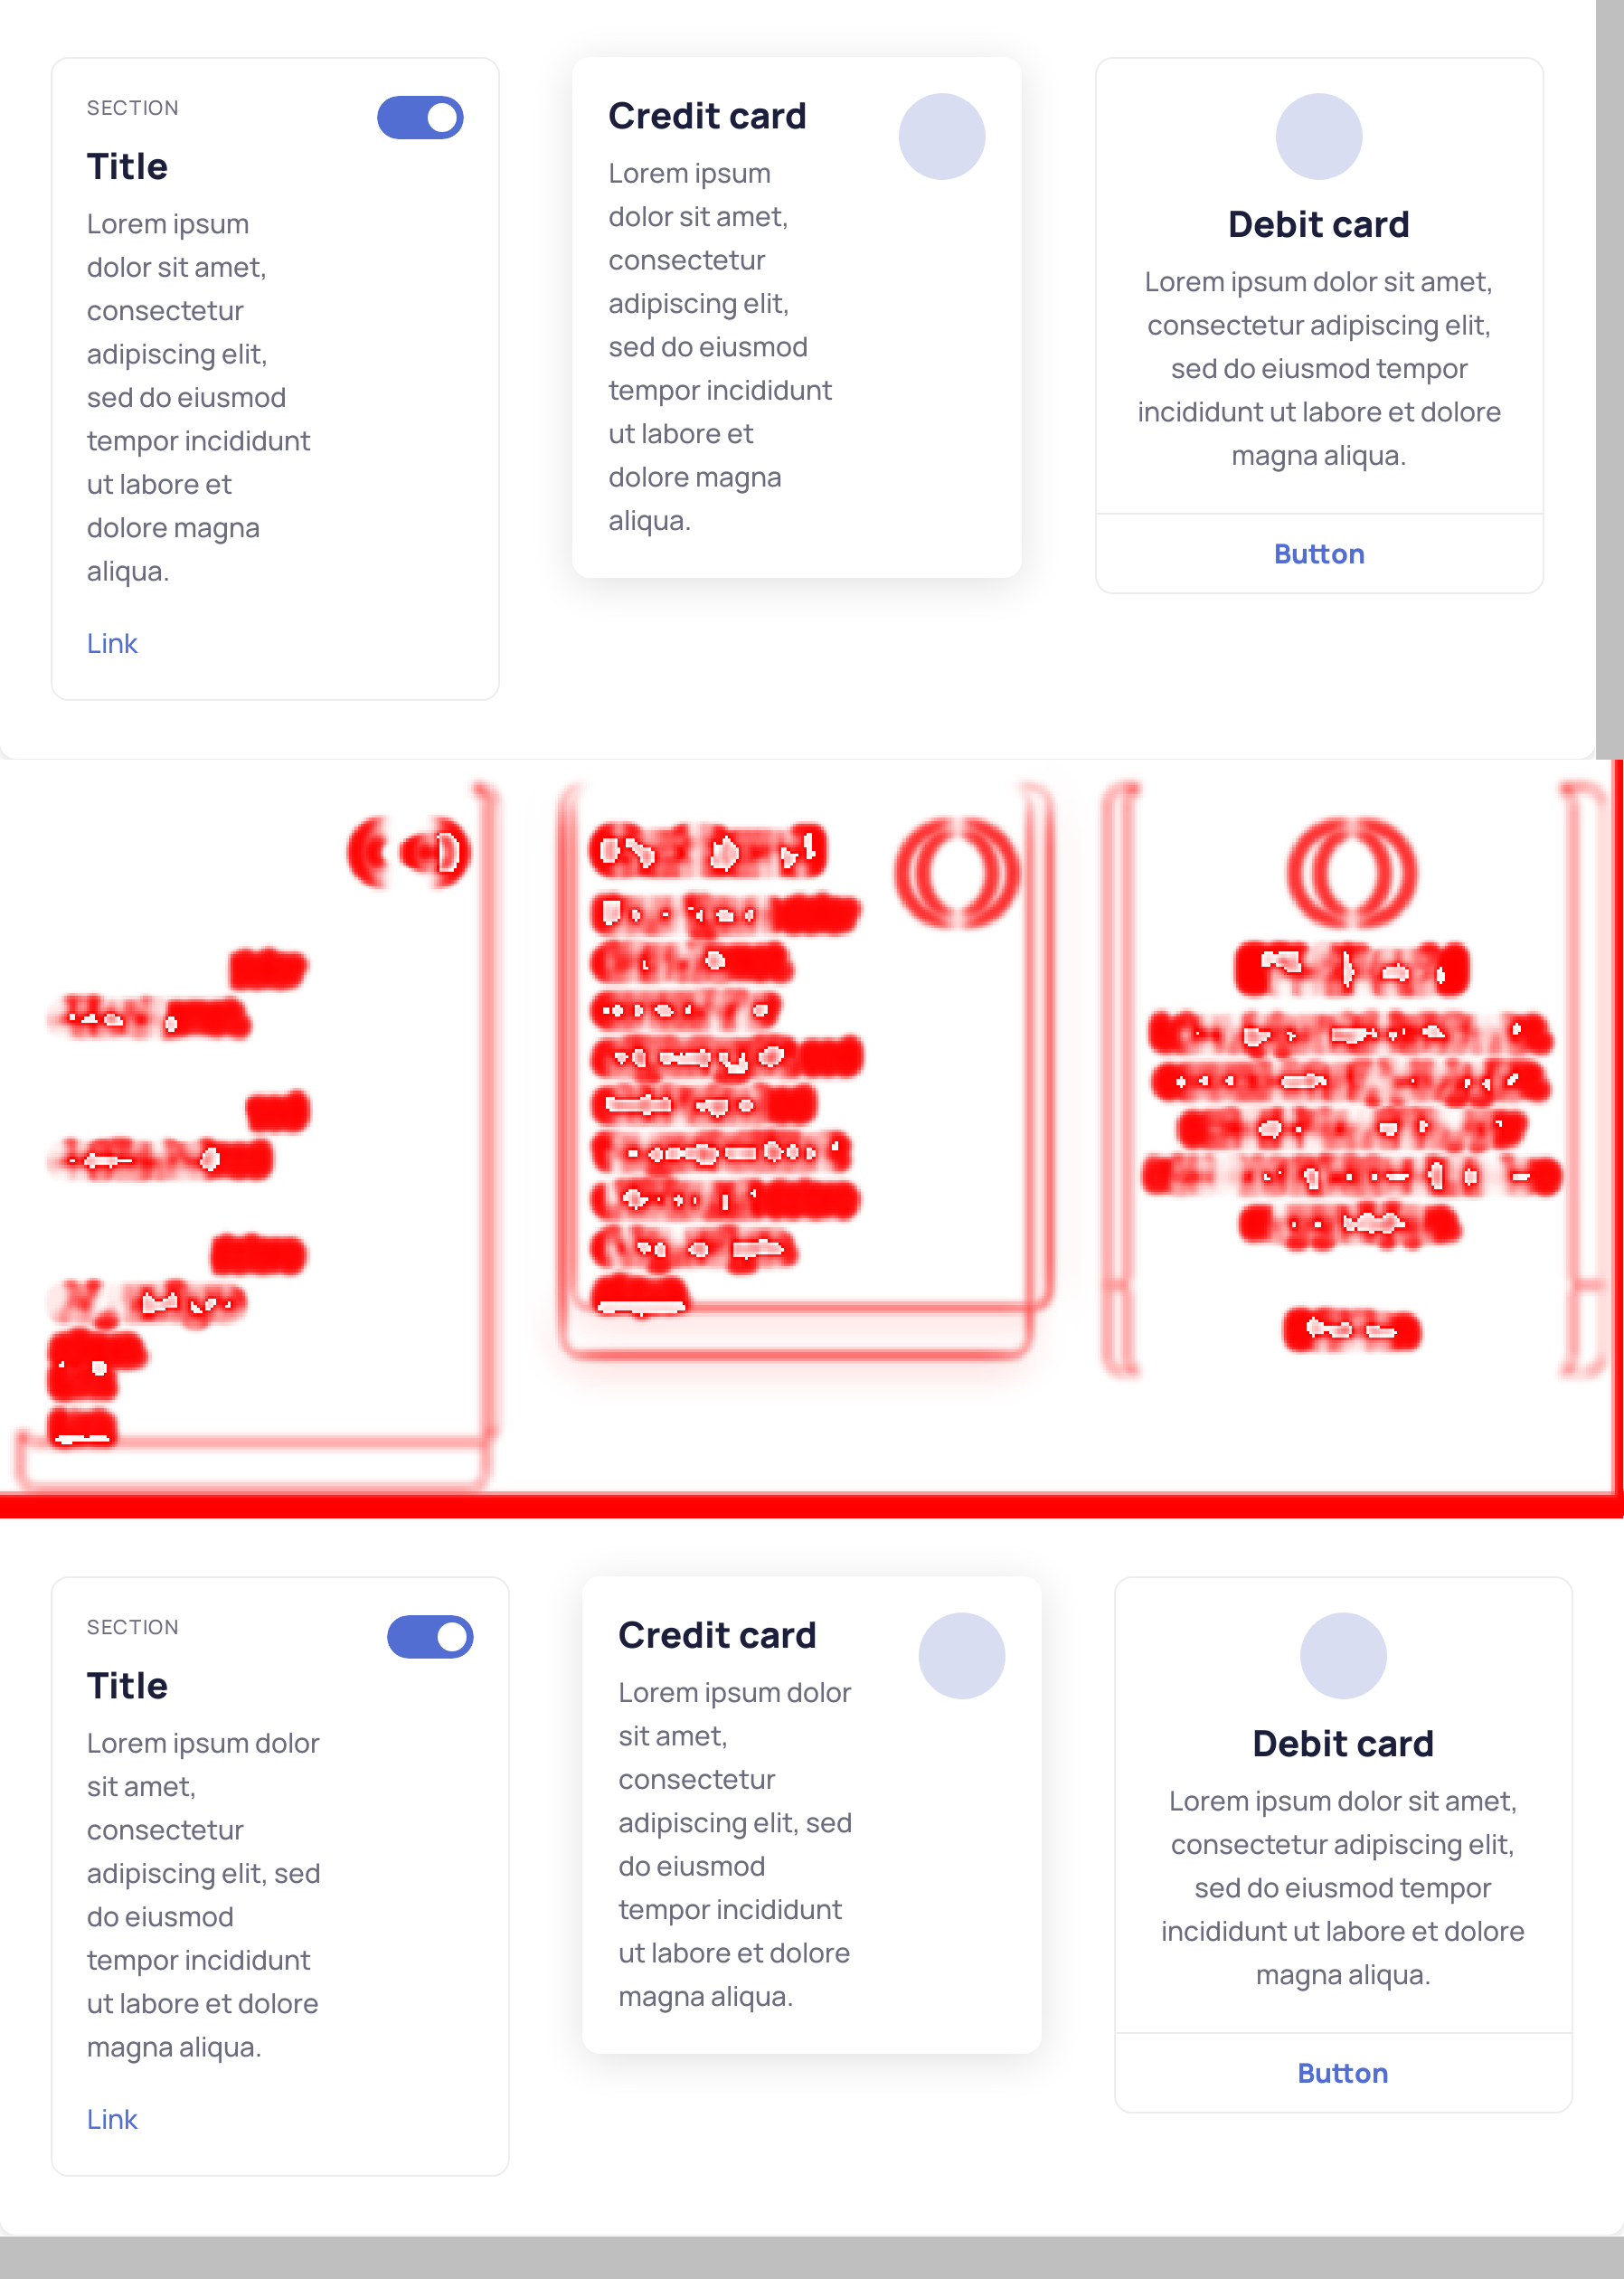 SECTION
Title
Lorem ipsum
dolor sit amet,
consectetur
adipiscing elit,
sed do eiusmod
tempor incididunt
ut labore et
dolore magna
aliqua.
Link
Credit card
Lorem ipsum
dolor sit amet,
consectetur
adipiscing elit,
sed do eiusmod
tempor incididunt
ut labore et
dolore magna
aliqua.
Debit card
Lorem ipsum dolor sit amet,
consectetur adipiscing elit,
sed do eiusmod tempor
incididunt ut labore et dolore
magna aliqua.
Button
SECTION
Title
Lorem ipsum dolor
sit amet,
consectetur
adipiscing elit, sed
do eiusmod
tempor incididunt
ut labore et dolore
magna aliqua.
Link
Credit card
Lorem ipsum dolor
sit amet,
consectetur
adipiscing elit, sed
do eiusmod
tempor incididunt
ut labore et dolore
magna aliqua.
Debit card
Lorem ipsum dolor sit amet,
consectetur adipiscing elit,
sed do eiusmod tempor
incididunt ut labore et dolore
magna aliqua.
Button